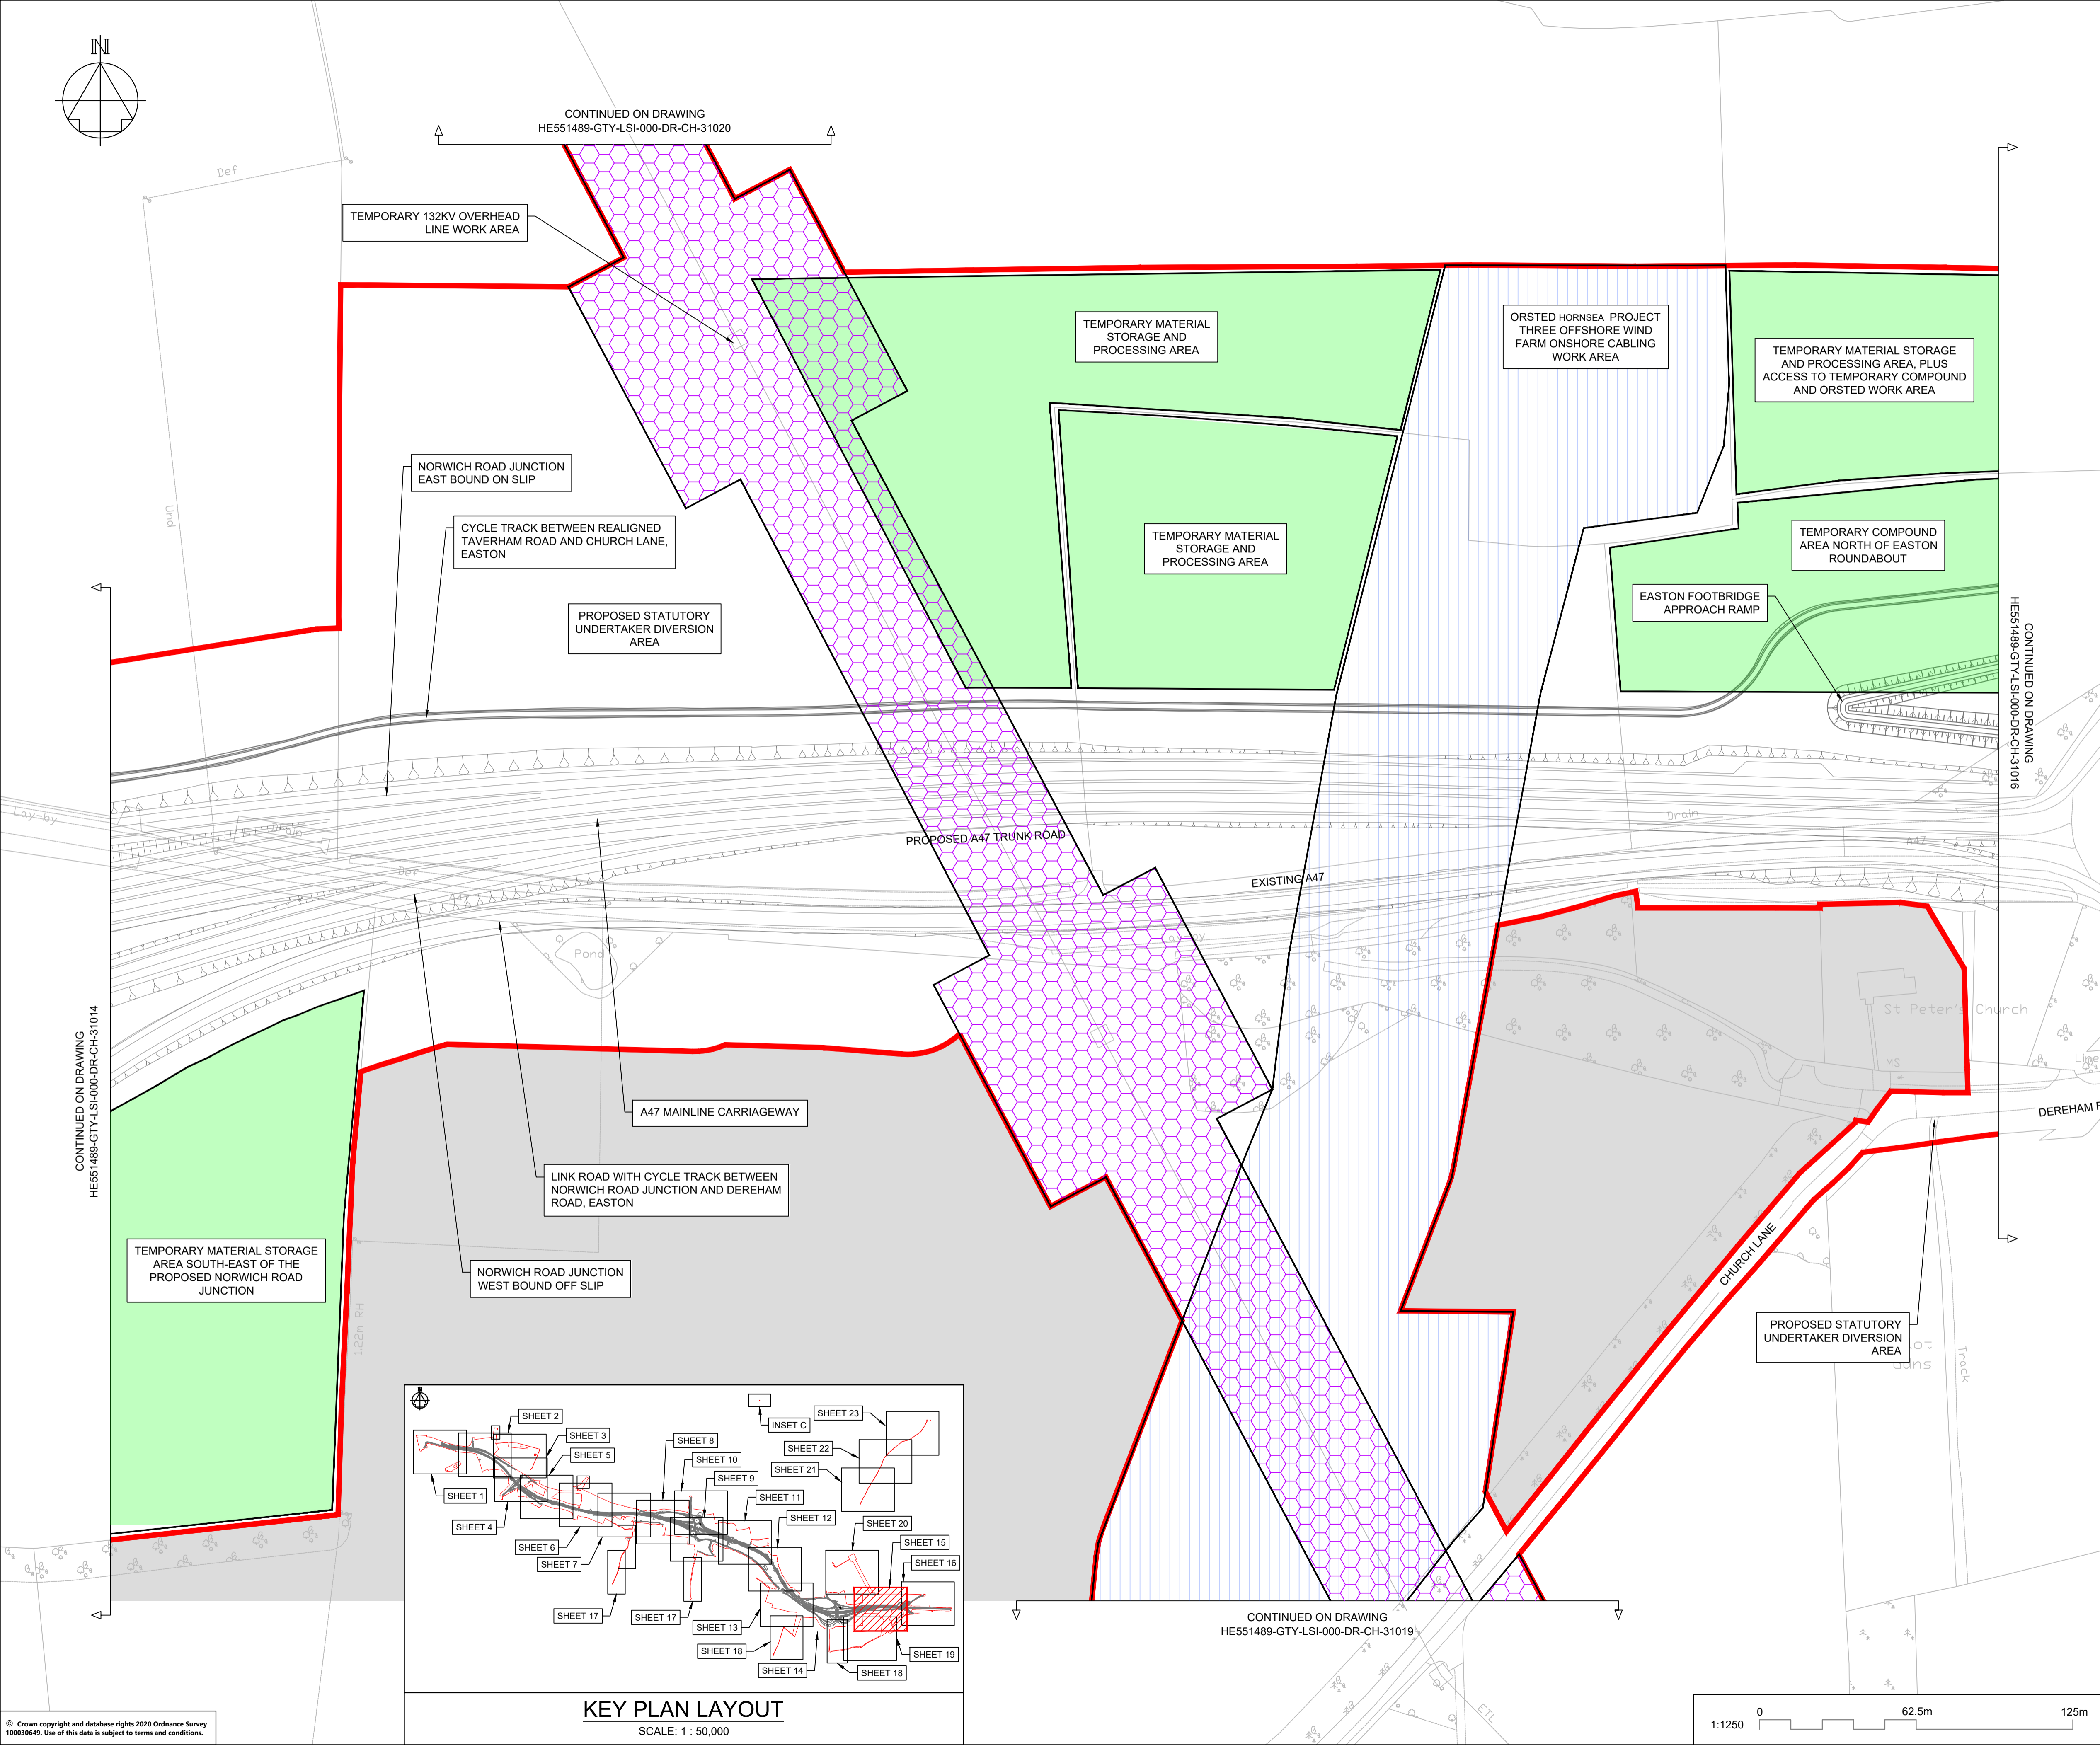 N
CONTINUED ON DRAWING
HE551489-GTY-LSI-000-DR-CH-31020
Def
TEMPORARY 132KV OVERHEAD
LINE WORK AREA
TEMPORARY MATERIAL
STORAGE AND
PROCESSING AREA
ORSTED HORNSEA PROJECT
THREE OFFSHORE WIND
FARM ONSHORE CABLING
WORK AREA
TEMPORARY MATERIAL STORAGE
AND PROCESSING AREA, PLUS
ACCESS TO TEMPORARY COMPOUND
AND ORSTED WORK AREA
NORWICH ROAD JUNCTION
EAST BOUND ON SLIP
Und
CYCLE TRACK BETWEEN REALIGNED
TAVERHAM ROAD AND CHURCH LANE,
EASTON
TEMPORARY MATERIAL
STORAGE AND
PROCESSING AREA
TEMPORARY COMPOUND
AREA NORTH OF EASTON
ROUNDABOUT
PROPOSED STATUTORY
UNDERTAKER DIVERSION
AREA
EASTON FOOTBRIDGE
APPROACH RAMP
CONTINUED ON DRAWING
HE551489-GTY-LSI-000-DR-CH-31016
Lay-by
Drain
Drain
PROPOSED A47 TRUNK ROAD
A47
Def
A47
EXISTING A47
Pond
Lay-by
St Peter's Church
MS
Line
CONTINUED ON DRAWING
HE551489-GTY-LSI-000-DR-CH-31014
A47 MAINLINE CARRIAGEWAY
DEREHAM R
LINK ROAD WITH CYCLE TRACK BETWEEN
NORWICH ROAD JUNCTION AND DEREHAM
ROAD, EASTON
CHURCH LANE
TEMPORARY MATERIAL STORAGE
AREA SOUTH-EAST OF THE
PROPOSED NORWICH ROAD
JUNCTION
NORWICH ROAD JUNCTION
WEST BOUND OFF SLIP
1.22m RH
PROPOSED STATUTORY
UNDERTAKER DIVERSION
AREA
Track
SHEET 2
SHEET 3
SHEET 5
SHEET 8
SHEET 10
SHEET 9
SHEET 11
SHEET 12
INSET C
SHEET 23
SHEET 22
SHEET 21
SHEET 1
SHEET 4
SHEET 6
SHEET 7
SHEET 20
SHEET 15
SHEET 16
SHEET 17
SHEET 17
SHEET 13
SHEET 18
SHEET 14
SHEET 18
SHEET 19
CONTINUED ON DRAWING
HE551489-GTY-LSI-000-DR-CH-31019
ETL
KEY PLAN LAYOUT
SCALE: 1 : 50,000
© Crown copyright and database rights 2020 Ordnance Survey
100030649. Use of this data is subject to terms and conditions.
1:1250
0
62.5m
125m